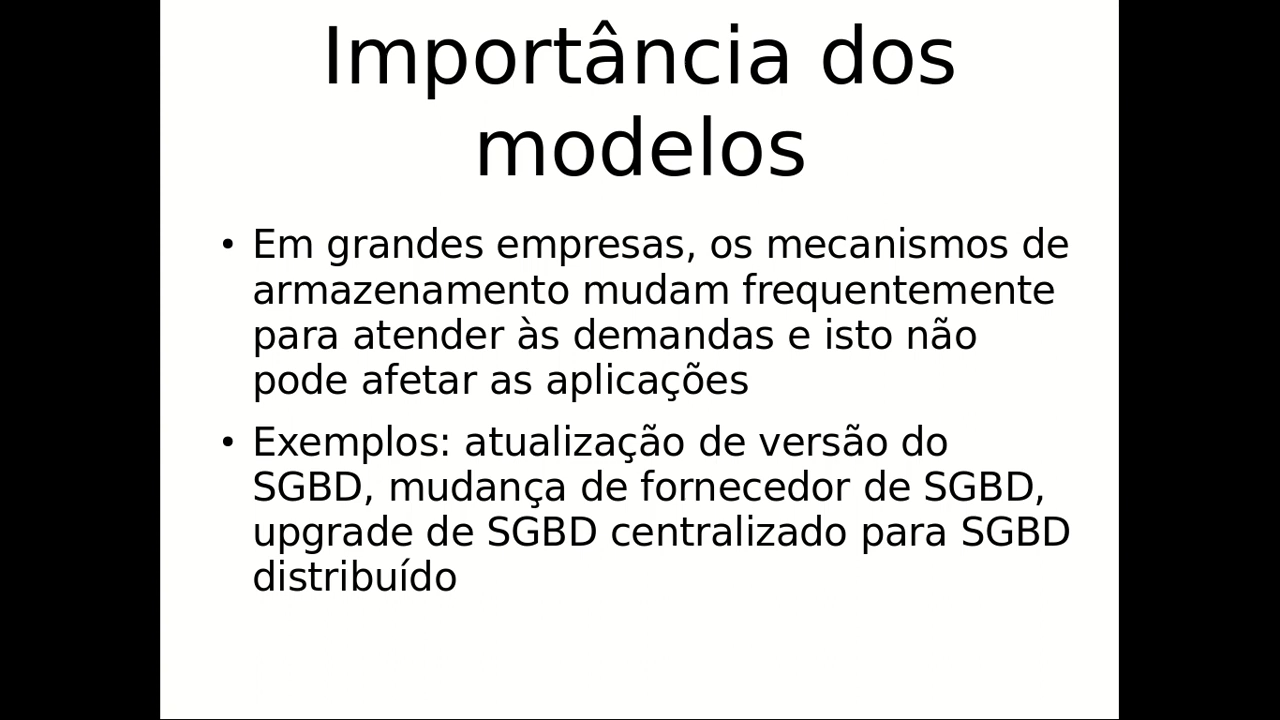 Importância dos
modelos
• Em grandes empresas, os mecanismos de
armazenamento mudam frequentemente
para atender às demandas e isto não
pode afetar as aplicações
• Exemplos: atualização de versão do
SGBD, mudança de fornecedor de SGBD,
upgrade de SGBD centralizado para SGBD
distribuído